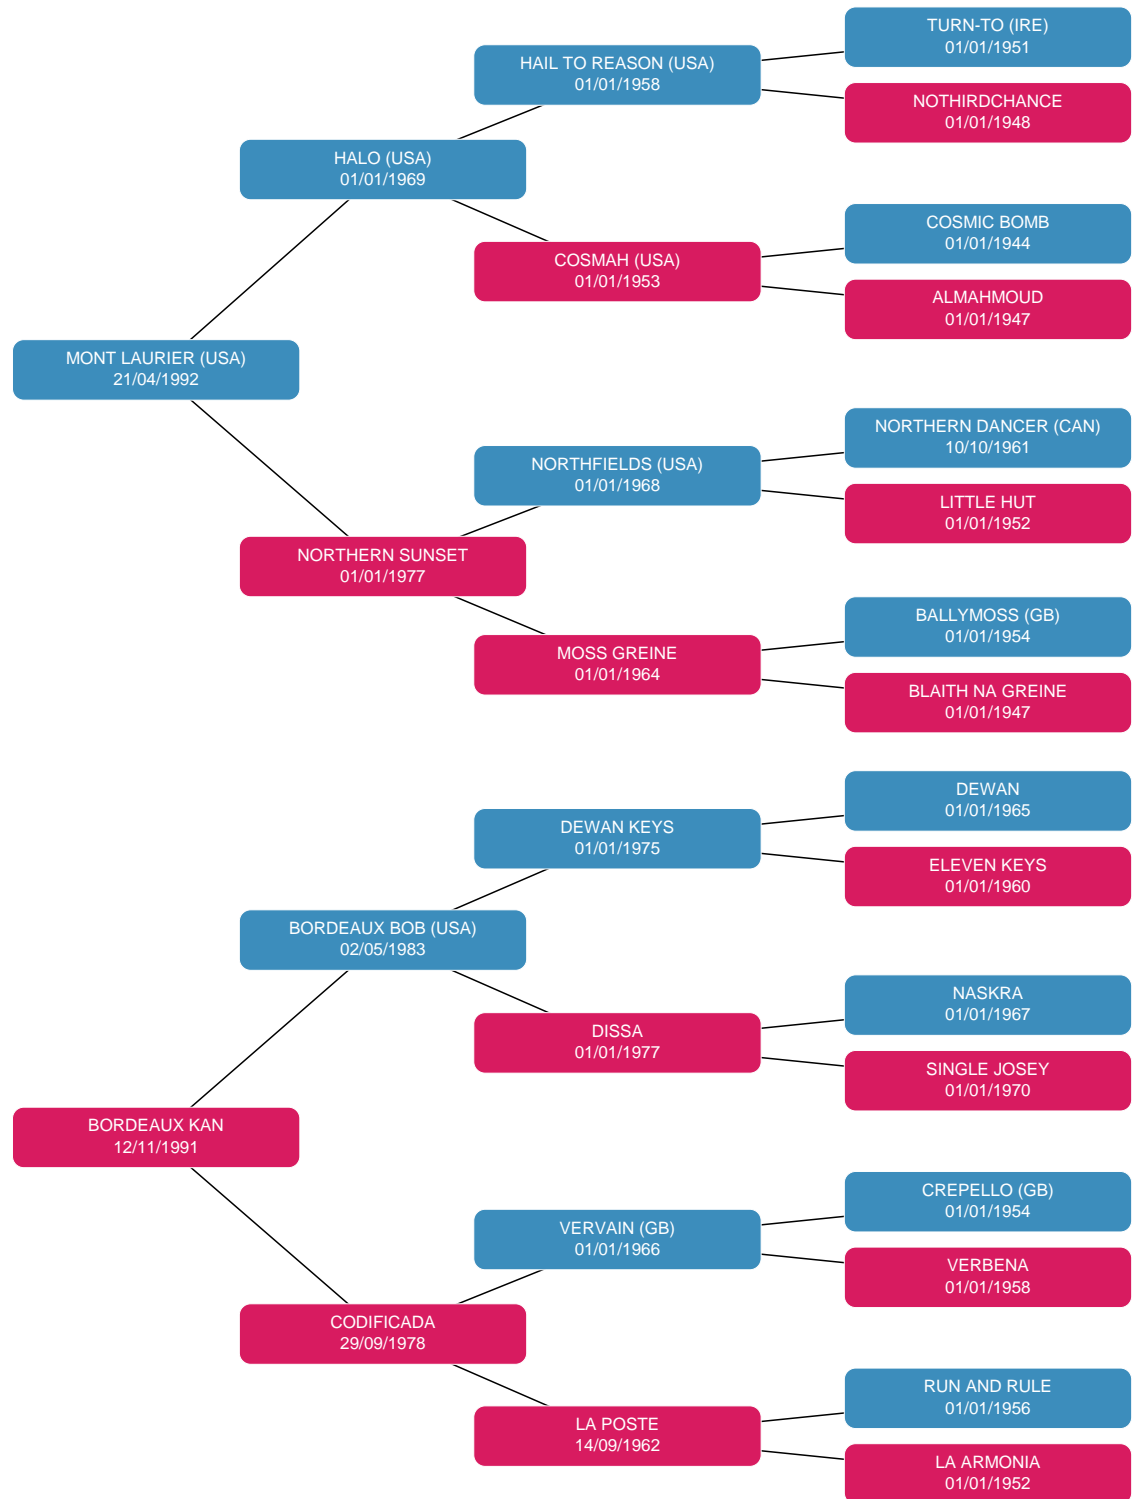 TURN-TO (IRE)
01/01/1951
HAIL TO REASON (USA)
01/01/1958
NOTHIRDCHANCE
01/01/1948
HALO (USA)
01/01/1969
COSMIC BOMB
01/01/1944
COSMAH (USA)
01/01/1953
ALMAHMOUD
01/01/1947
MONT LAURIER (USA)
21/04/1992
NORTHERN DANCER (CAN)
10/10/1961
NORTHFIELDS (USA)
01/01/1968
LITTLE HUT
01/01/1952
NORTHERN SUNSET
01/01/1977
BALLYMOSS (GB)
01/01/1954
MOSS GREINE
01/01/1964
BLAITH NA GREINE
01/01/1947
DEWAN
01/01/1965
DEWAN KEYS
01/01/1975
ELEVEN KEYS
01/01/1960
BORDEAUX BOB (USA)
02/05/1983
NASKRA
01/01/1967
DISSA
01/01/1977
SINGLE JOSEY
01/01/1970
BORDEAUX KAN
12/11/1991
CREPELLO (GB)
01/01/1954
VERVAIN (GB)
01/01/1966
VERBENA
01/01/1958
CODIFICADA
29/09/1978
RUN AND RULE
01/01/1956
LA POSTE
14/09/1962
LA ARMONIA
01/01/1952